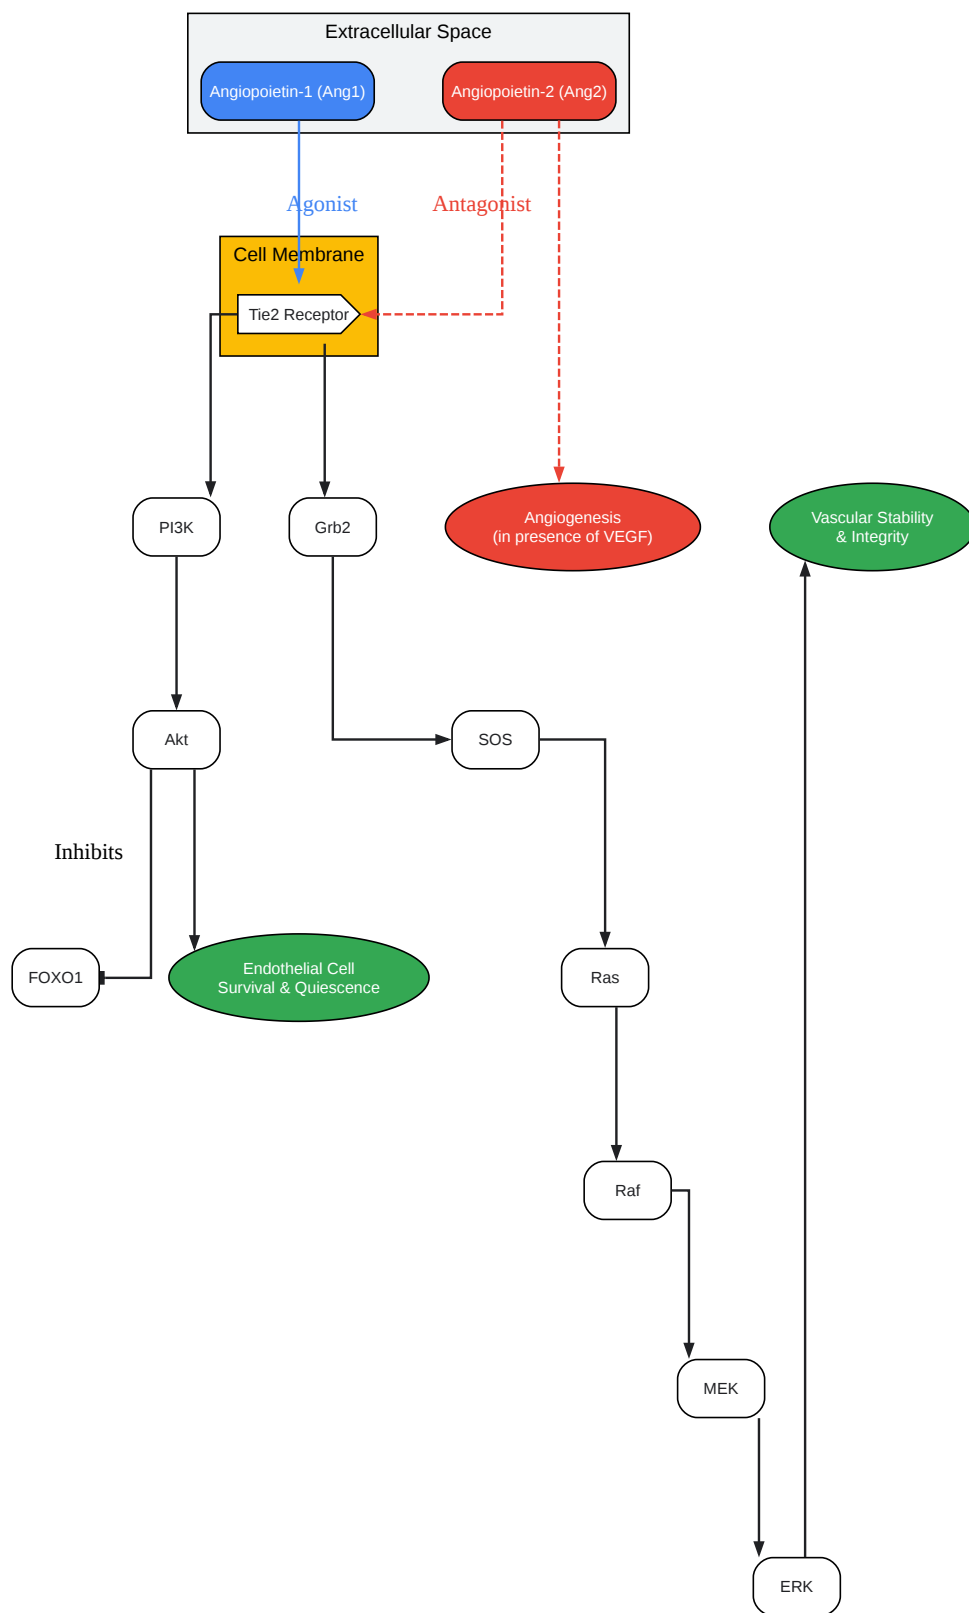 Extracellular Space
Angiopoietin-1 (Ang1)
Angiopoietin-2 (Ang2)
Agonist
Antagonist
Cell Membrane
Tie2 Receptor
PI3K
Grb2
Angiogenesis
(in presence of VEGF)
Vascular Stability
& Integrity
Akt
SOS
Inhibits
FOXO1
Endothelial Cell
Survival & Quiescence
Ras
Raf
MEK
ERK